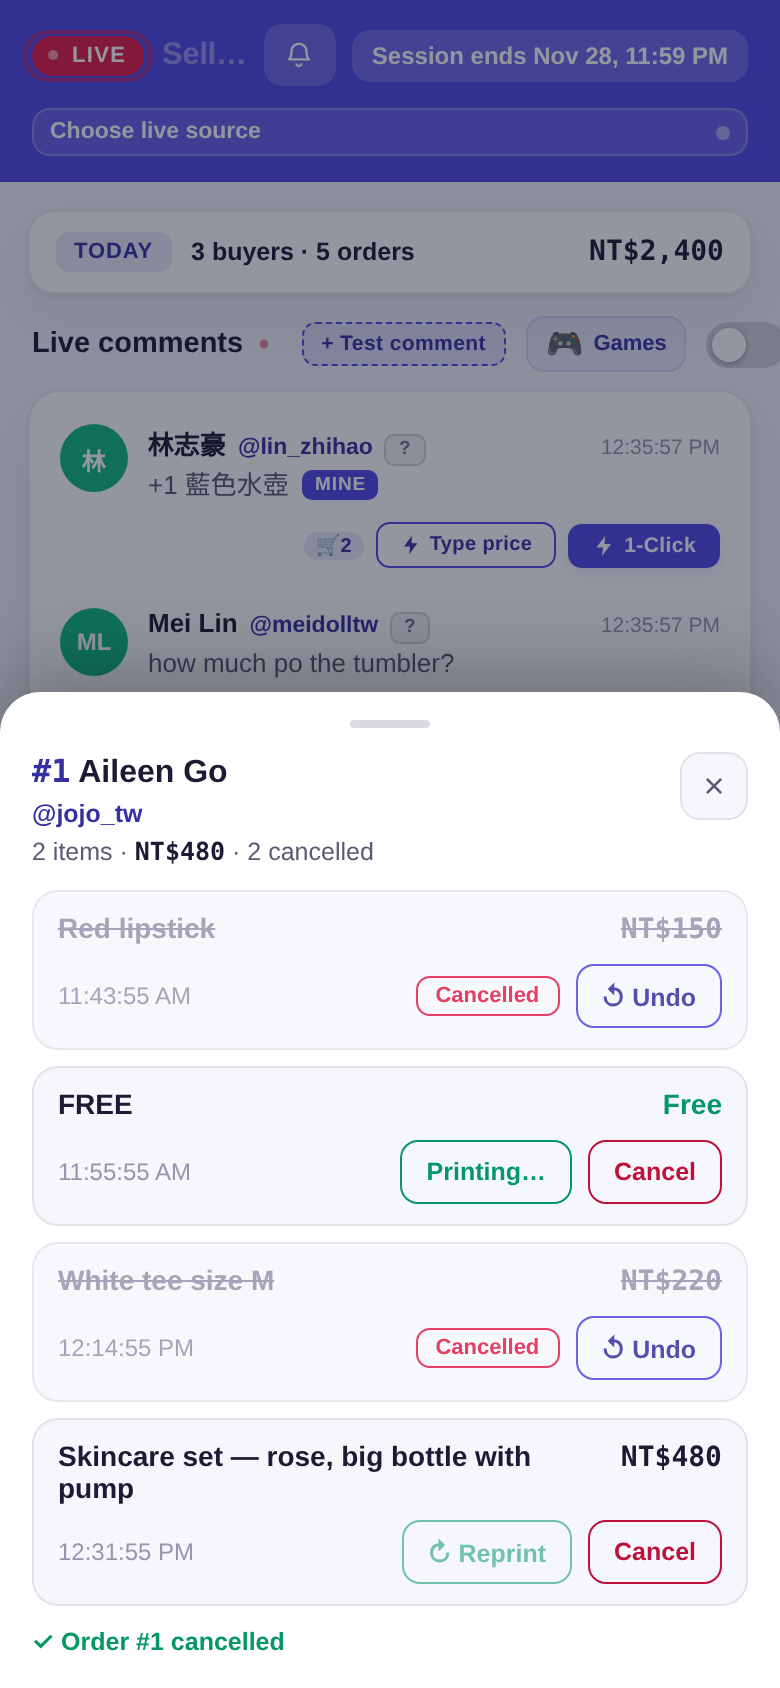 LIVE
Sell…
Session ends Nov 28, 11:59 PM
Choose live source
TODAY
3 buyers · 5 orders
NT$2,400
Live comments
+ Test comment
🎮 Games
林
林志豪 @lin_zhihao ?
12:35:57 PM
+1 藍色水壺 MINE
🛒2
Type price
1-Click
ML
Mei Lin @meidolltw ?
12:35:57 PM
how much po the tumbler?
#1 Aileen Go
@jojo_tw
2 items · NT$480 · 2 cancelled
Red lipstick
NT$150
11:43:55 AM
Cancelled
Undo
FREE
Free
11:55:55 AM
Printing…
Cancel
White tee size M
NT$220
12:14:55 PM
Cancelled
Undo
Skincare set — rose, big bottle with
pump
NT$480
12:31:55 PM
Reprint
Cancel
✓ Order #1 cancelled